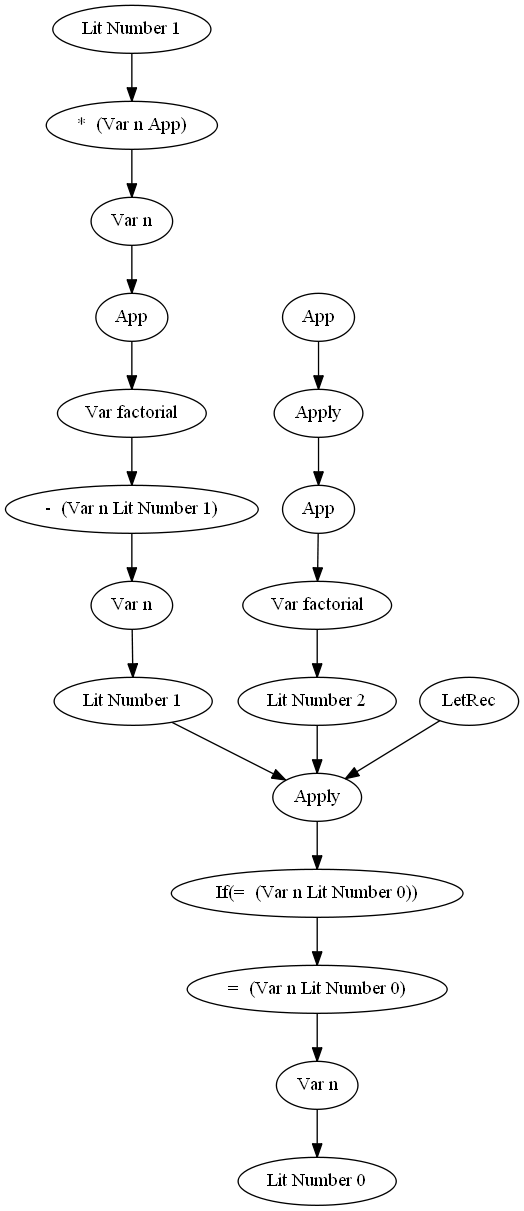 Lit Number 1
* (Var n App)
Var n
App
App
Var factorial
Apply
- (Var n Lit Number 1)
App
Var n
Var factorial
Lit Number 1
Lit Number 2
LetRec
Apply
If(= (Var n Lit Number 0))
= (Var n Lit Number 0)
Var n
Lit Number 0